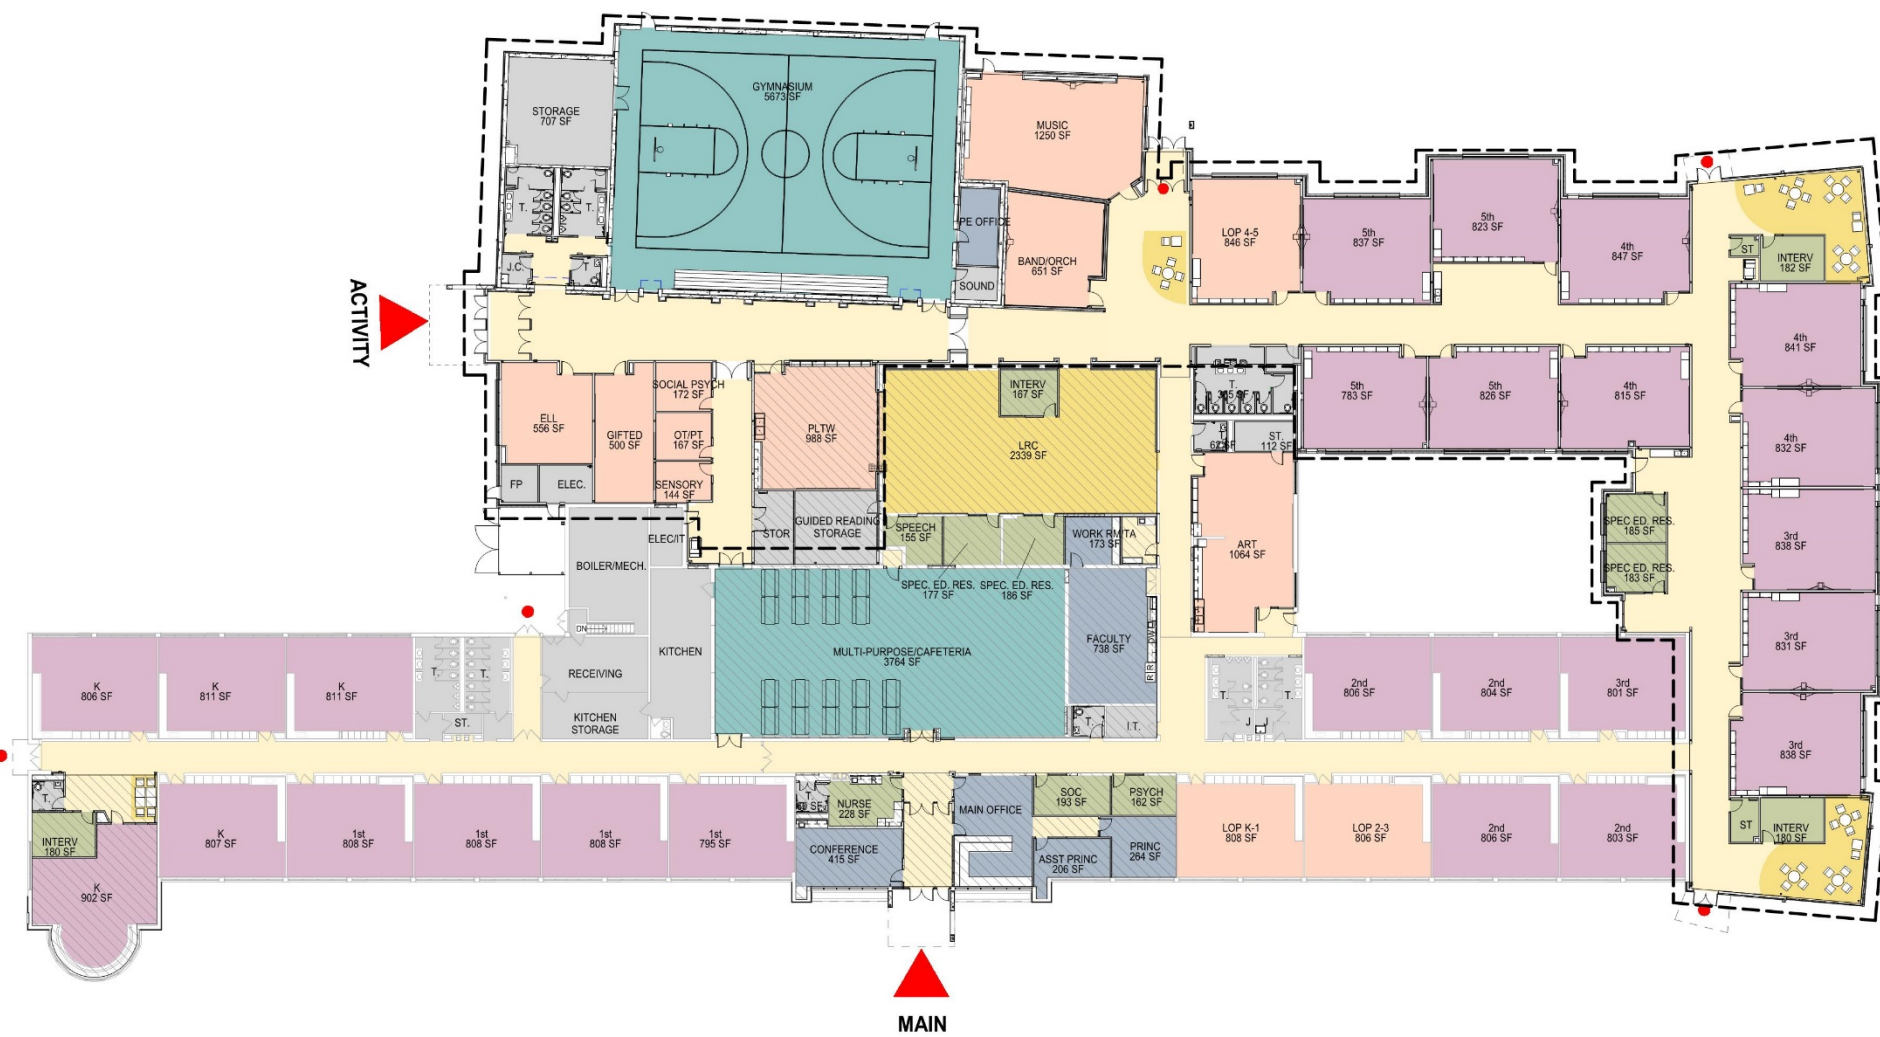 GYMNASIUM
5673 SF
STORAGE
707 SF
MUSIC
1250 SF
T.
T.
J.C.
T
PE OFFICE
SOUND
BAND/ORCH
651 SF
LOP 4-5
846 SF
5th
837 SF
5th
823 SF
4th
847 SF
ST
INTERV
182 SF
ACTIVITY
4th
841 SF
ELL
556 SF
GIFTED
500 SF
SOCIAL PSYCH
172 SF
OT/PT
167 SF
SENSORY
144 SF
FP
ELEC.
PLTW
988 SF
INTERV
167 SF
LRC
2339 SF
T.
ST.
112 SF
5th
783 SF
5th
826 SF
4th
815 SF
4th
832 SF
STOR
GUIDED READING
STORAGE
SPEECH
155 SF
WORK RM/TA
173 SF
ART
1064 SF
SPEC ED. RES.
185 SF
SPEC ED. RES.
183 SF
3rd
838 SF
ELEC/IT
BOILER/MECH.
SPEC. ED. RES.
177 SF
SPEC. ED. RES.
186 SF
DN
KITCHEN
RECEIVING
KITCHEN
STORAGE
MULTI-PURPOSE/CAFETERIA
3764 SF
FACULTY
738 SF
DW
R
R
T.
I.T.
3rd
831 SF
K
806 SF
K
811 SF
K
811 SF
T.
T.
ST.
T.
T.
J
J
2nd
806 SF
2nd
804 SF
3rd
801 SF
3rd
838 SF
T.
INTERV
180 SF
K
902 SF
K
807 SF
1st
808 SF
1st
808 SF
1st
808 SF
1st
795 SF
T.
R
NURSE
228 SF
CONFERENCE
415 SF
MAIN OFFICE
SOC
193 SF
PSYCH
162 SF
ASST PRINC
206 SF
PRINC
264 SF
LOP K-1
808 SF
LOP 2-3
806 SF
2nd
806 SF
2nd
803 SF
ST
INTERV
180 SF
MAIN